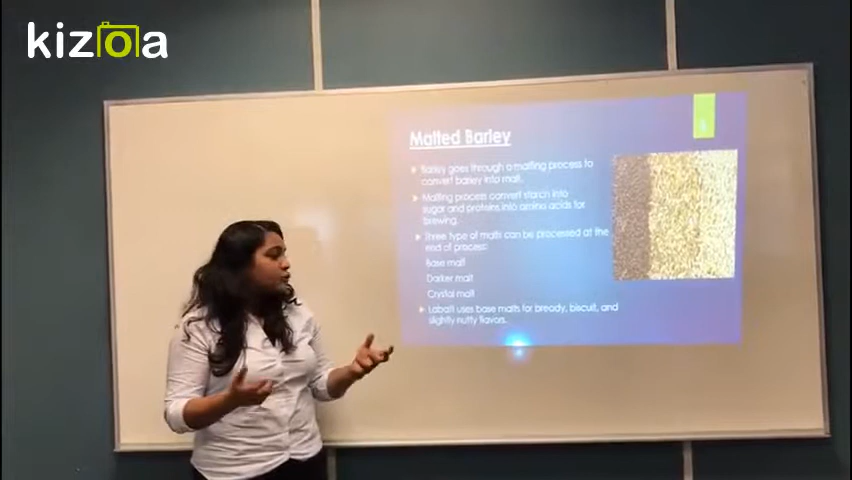 kizoa
Malted Barley
Barley goes through a malting process to
convert barley into malt.
Malting process convert starch into
sugar and proteins into amino acids for
brewing.
Three type of malts can be processed at the
end of process:
Base malt
Darker malt
Crystal malt
Labatt uses base malts for bready, biscuit, and
slightly nutty flavors.